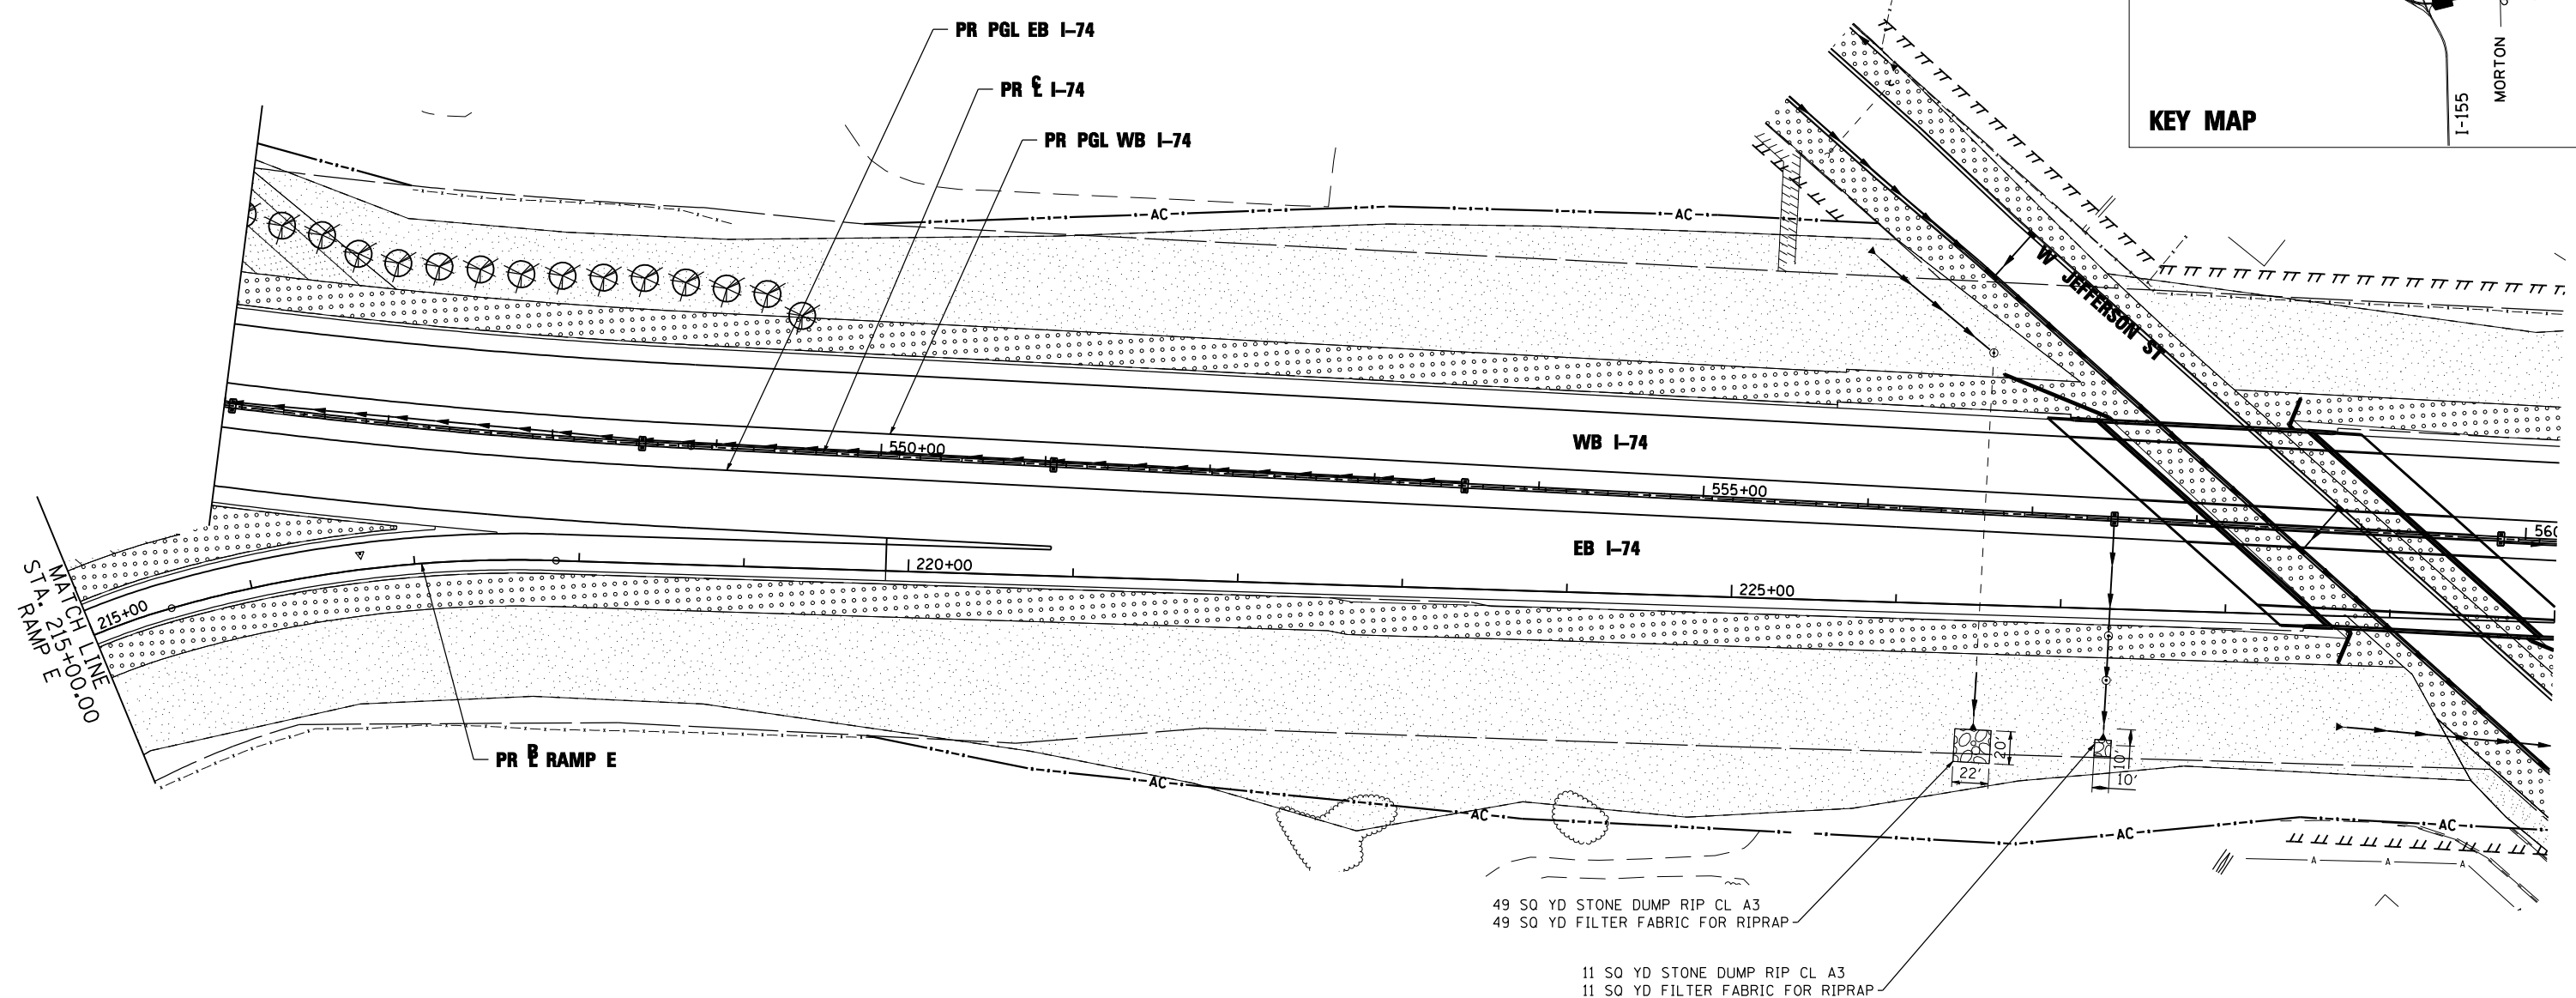 PR PGL EB I-74
PR ℄ I-74
PR PGL WB I-74
KEY MAP
I-155
MORTON
AC
AC
W JEFFERSON ST
WB I-74
550+00
555+00
560
EB I-74
220+00
225+00
215+00
MATCH LINE
STA. 215+00.00
RAMP E
PR BL RAMP E
20'
22'
10'
10'
AC
AC
AC
AC
A
A
A
49 SQ YD STONE DUMP RIP CL A3
49 SQ YD FILTER FABRIC FOR RIPRAP
11 SQ YD STONE DUMP RIP CL A3
11 SQ YD FILTER FABRIC FOR RIPRAP